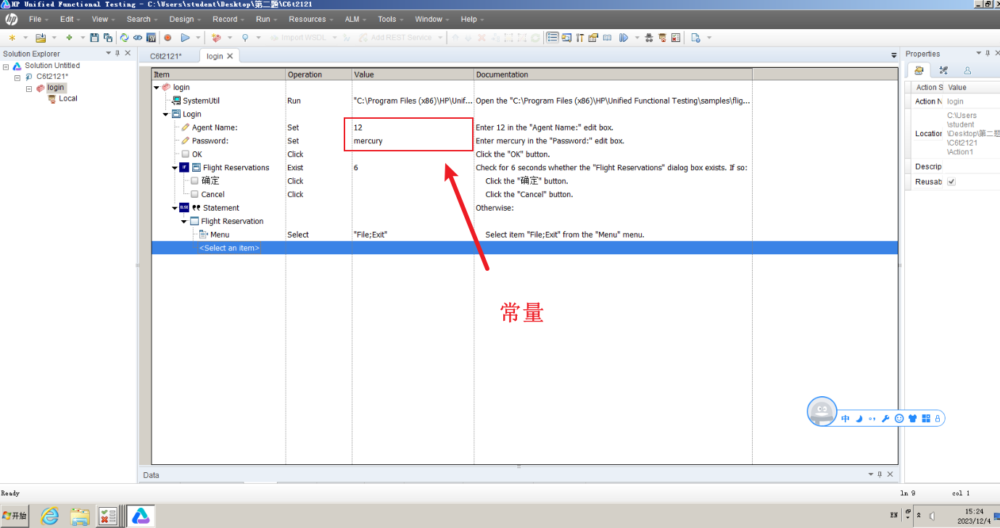 HP Unified Functional Testing - C:\Users\student\Desktop\第二题\C6t2121
File Edit View Search Design Record Run Resources ALM Tools Window Help
Import WSDL Add REST Service
Solution Explorer
Solution Untitled
C6t2121*
login
Local
C6t2121* login
Item Operation Value Documentation
login
SystemUtil Run "C:\Program Files (x86)\HP\Unif... Open the "C:\Program Files (x86)\HP\Unified Functional Testing\samples\flig...
Login
Agent Name: Set 12 Enter 12 in the "Agent Name:" edit box.
Password: Set mercury Enter mercury in the "Password:" edit box.
OK Click Click the "OK" button.
IF Flight Reservations Exist 6 Check for 6 seconds whether the "Flight Reservations" dialog box exists. If so:
确定 Click Click the "确定" button.
Cancel Click Click the "Cancel" button.
ELSE Statement Otherwise:
Flight Reservation
Menu Select "File;Exit" Select item "File;Exit" from the "Menu" menu.
<Select an item>
常量
Properties
Action S Value
Action N login
Location C:\Users
\student
\Desktop\第二题
\C6t2121
\Action1
Descrip
Reusab
中
Data
Ready ln 9 col 1
开始
EN
15:24
2023/12/4